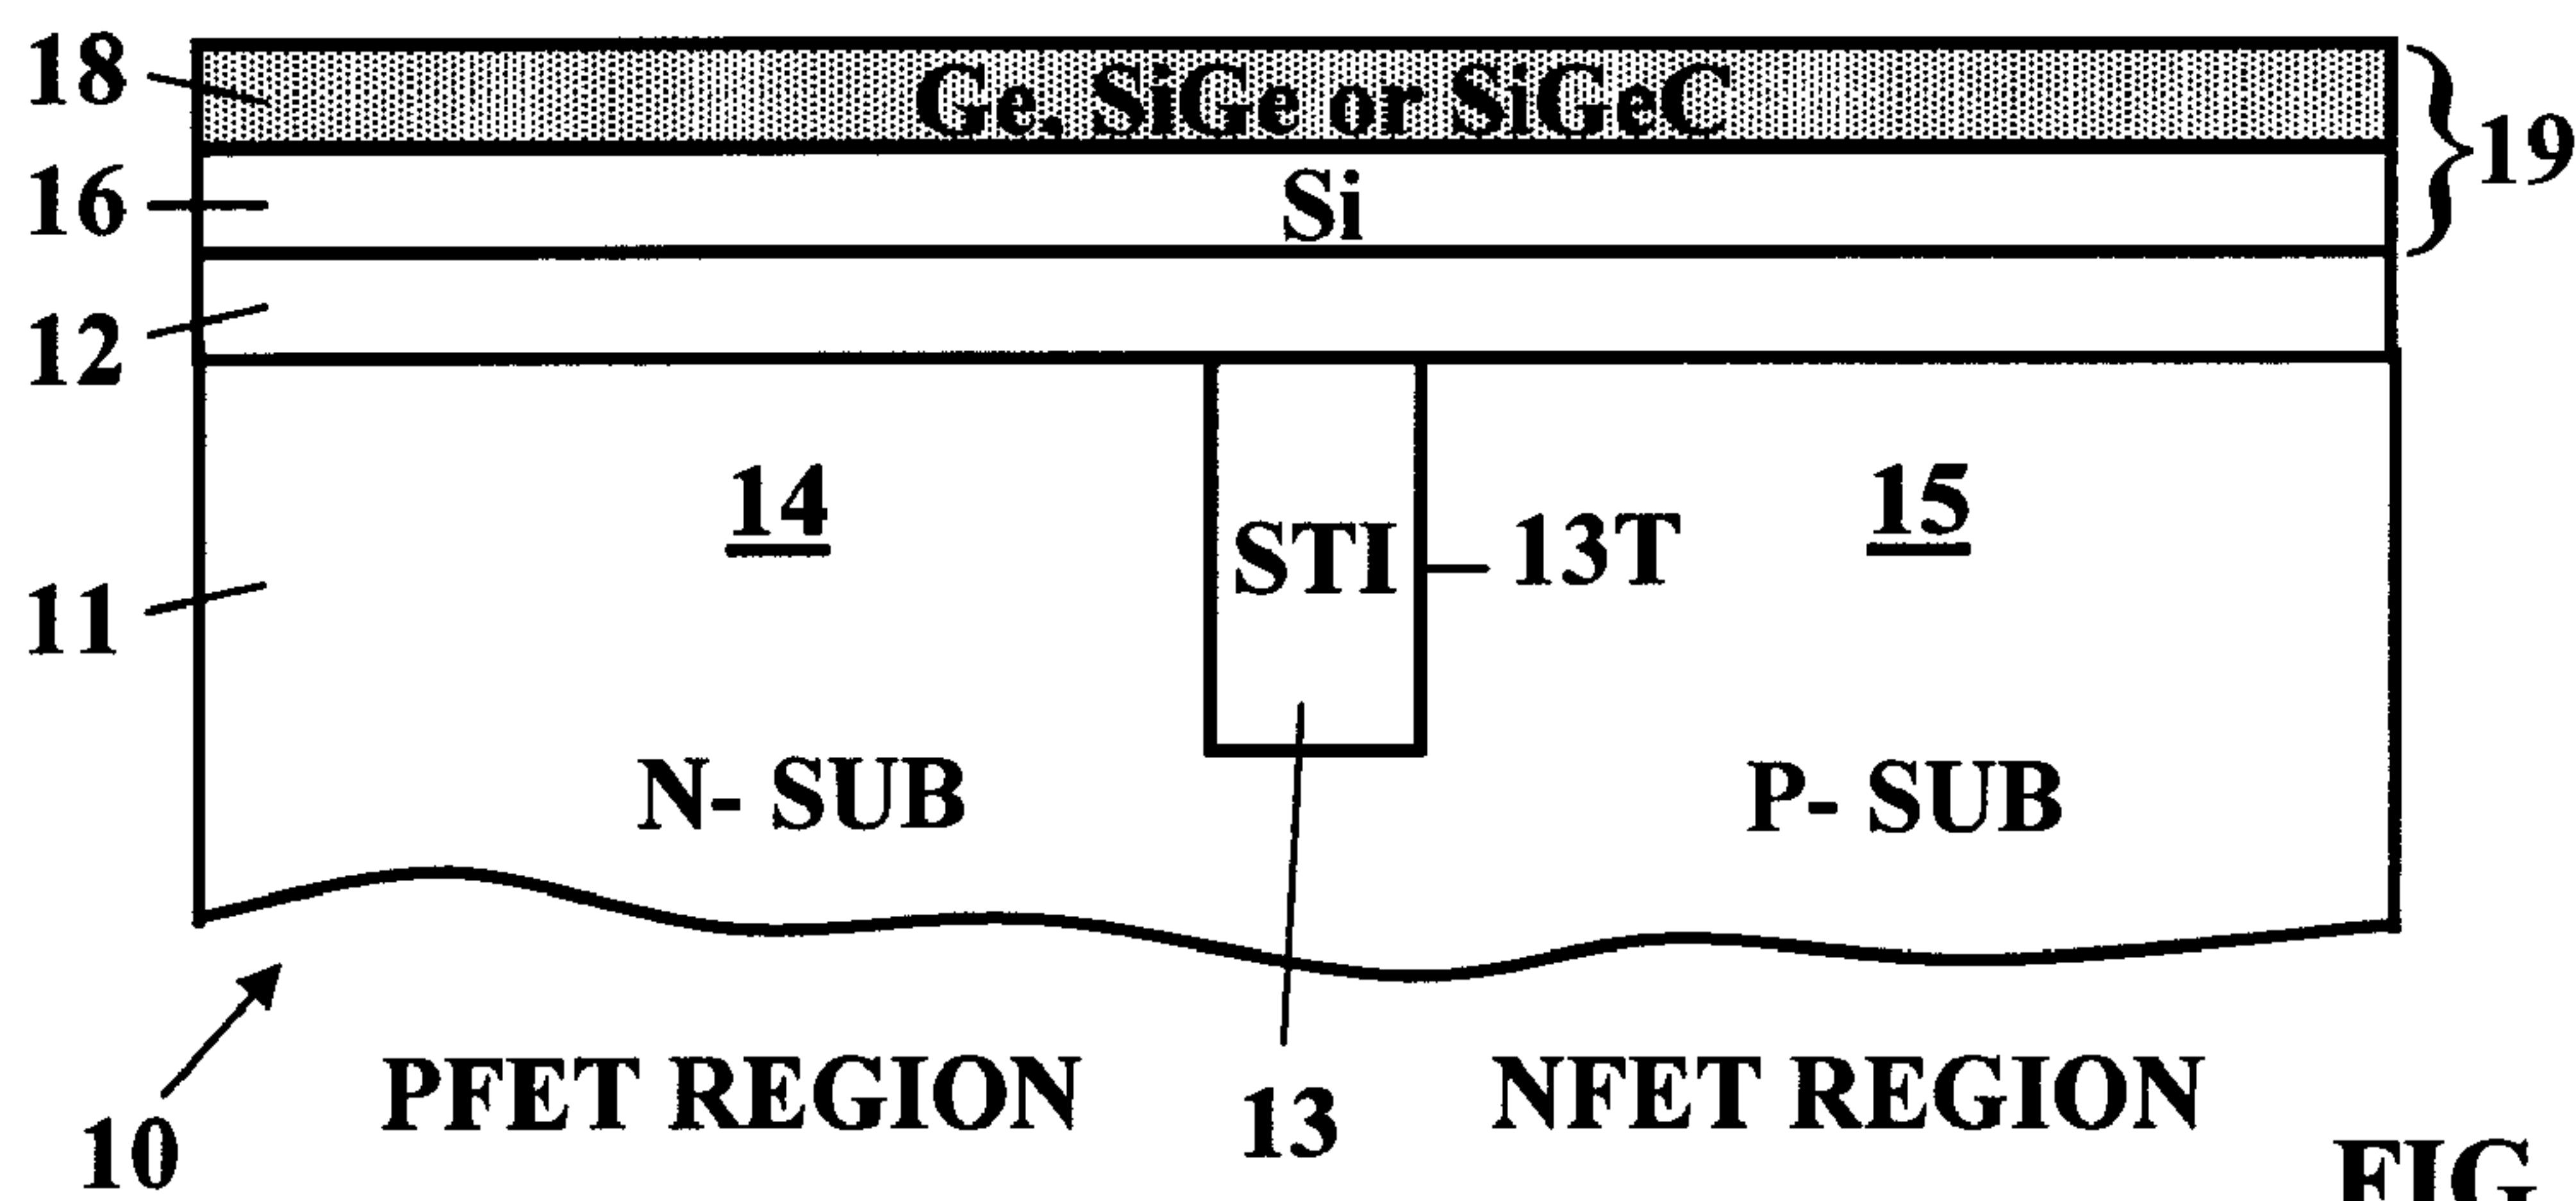 18
Ge, SiGe or SiGeC
19
16
Si
12
14
15
STI
13T
11
N- SUB
P- SUB
PFET REGION
NFET REGION
10
13
FIG